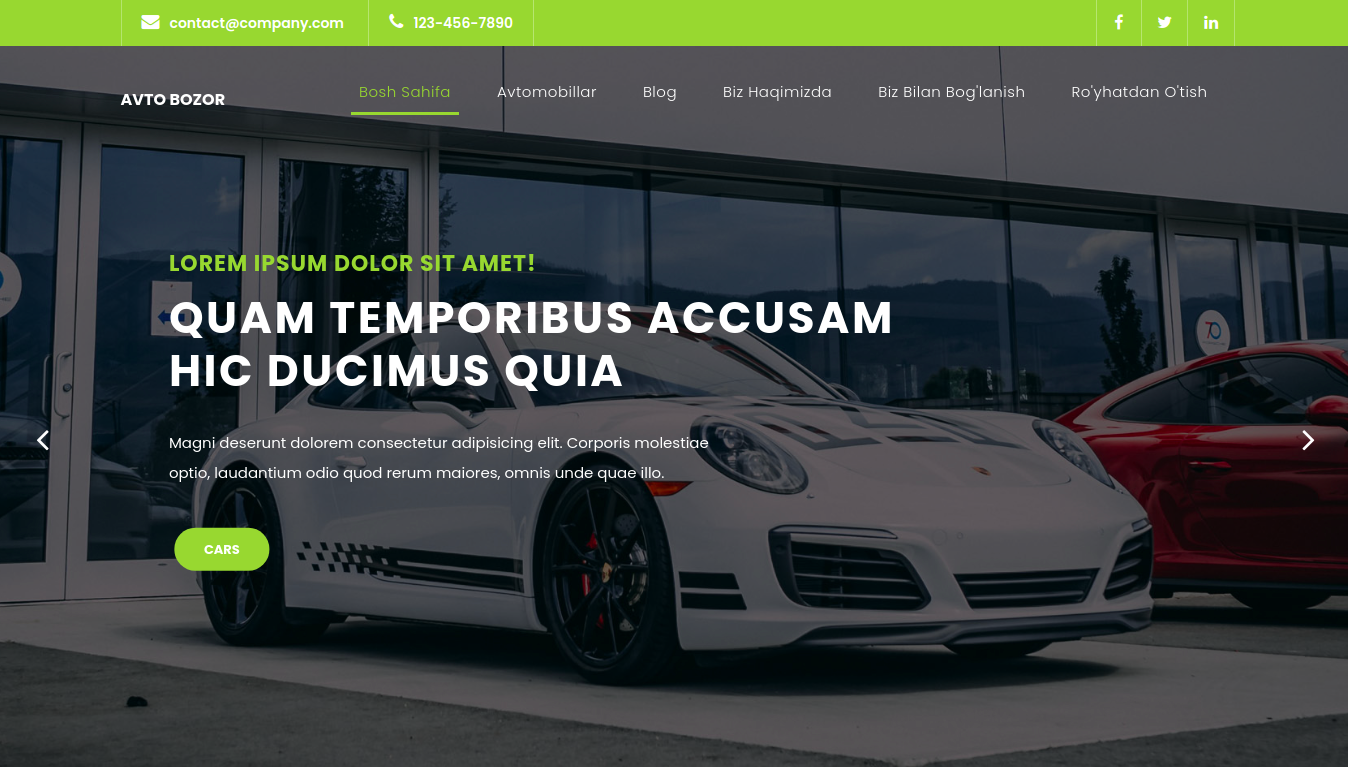 contact@company.com
123-456-7890
AVTO BOZOR
Bosh Sahifa
Avtomobillar
Blog
Biz Haqimizda
Biz Bilan Bog'lanish
Ro'yhatdan O'tish
LOREM IPSUM DOLOR SIT AMET!
QUAM TEMPORIBUS ACCUSAM
HIC DUCIMUS QUIA
Magni deserunt dolorem consectetur adipisicing elit. Corporis molestiae
optio, laudantium odio quod rerum maiores, omnis unde quae illo.
CARS
70